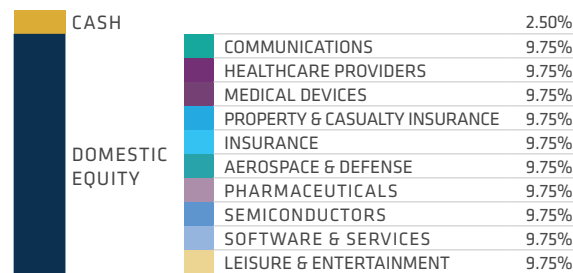 CASH 2.50%
COMMUNICATIONS 9.75%
HEALTHCARE PROVIDERS 9.75%
MEDICAL DEVICES 9.75%
PROPERTY & CASUALTY INSURANCE 9.75%
INSURANCE 9.75%
DOMESTIC EQUITY
AEROSPACE & DEFENSE 9.75%
PHARMACEUTICALS 9.75%
SEMICONDUCTORS 9.75%
SOFTWARE & SERVICES 9.75%
LEISURE & ENTERTAINMENT 9.75%